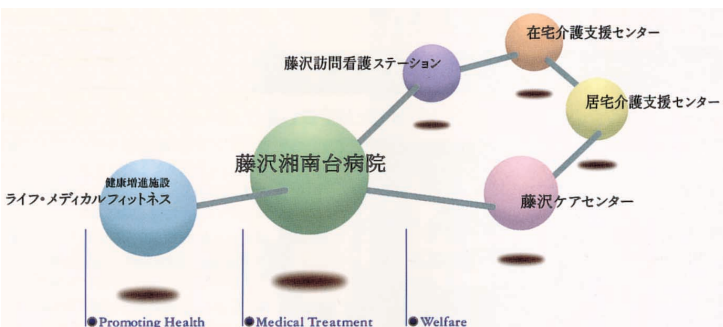 在宅介護支援センター
藤沢訪問看護ステーション
居宅介護支援センター
藤沢湘南台病院
健康増進施設
ライフ・メディカルフィットネス
藤沢ケアセンター
●Promoting Health
●Medical Treatment
●Welfare